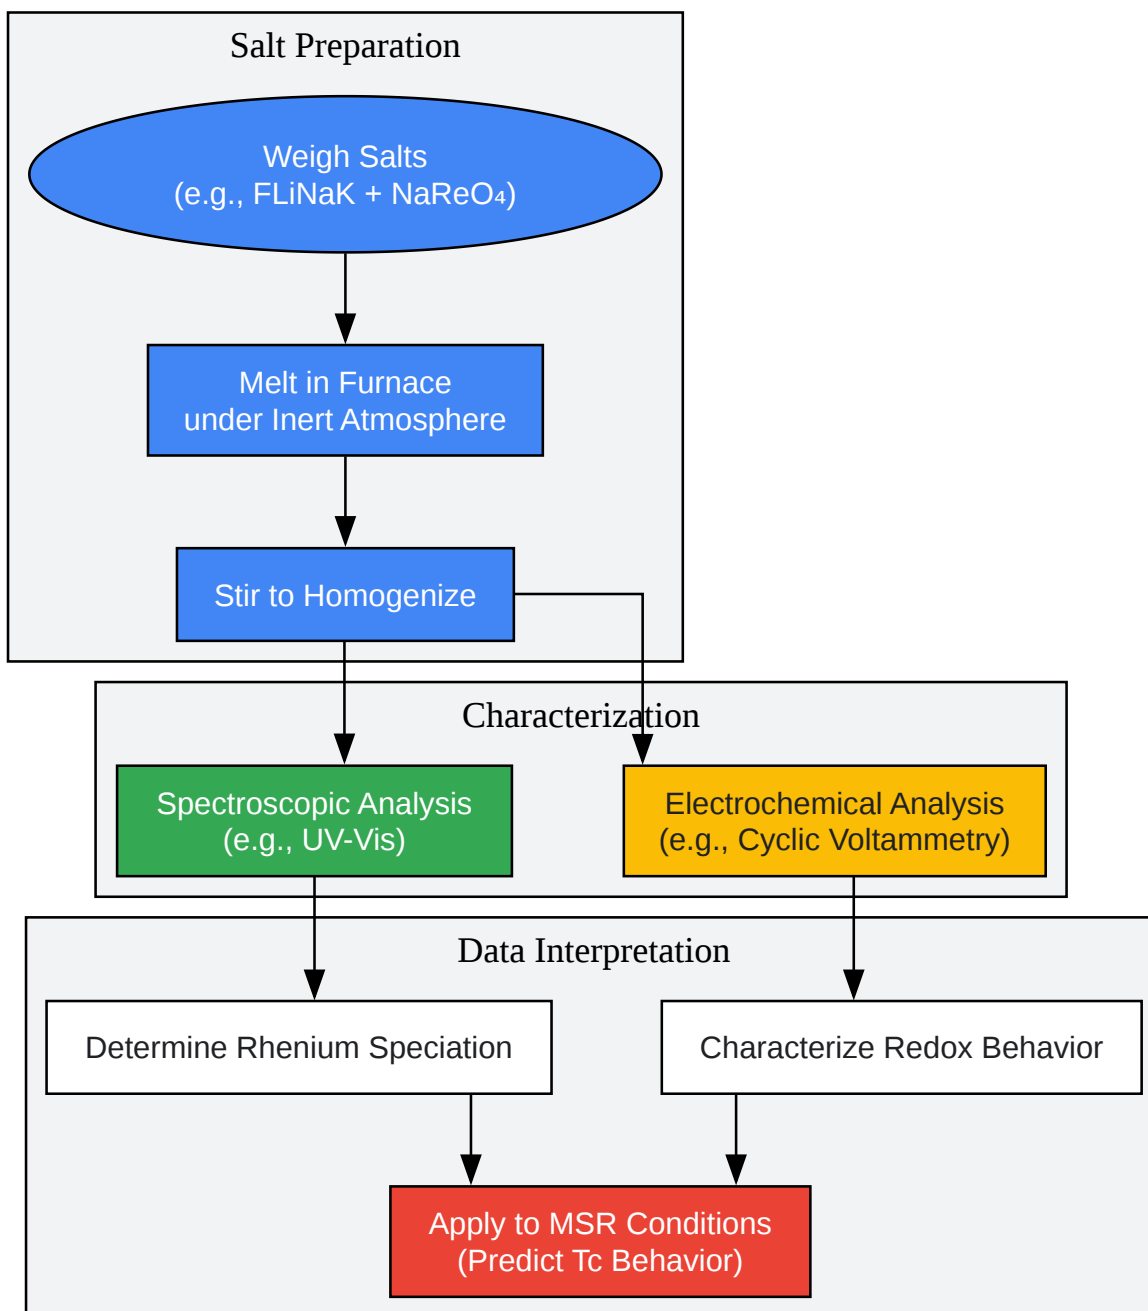 Salt Preparation
Weigh Salts
(e.g., FLiNaK + NaReO₄)
Melt in Furnace
under Inert Atmosphere
Stir to Homogenize
Characterization
Spectroscopic Analysis
(e.g., UV-Vis)
Electrochemical Analysis
(e.g., Cyclic Voltammetry)
Data Interpretation
Determine Rhenium Speciation
Characterize Redox Behavior
Apply to MSR Conditions
(Predict Tc Behavior)